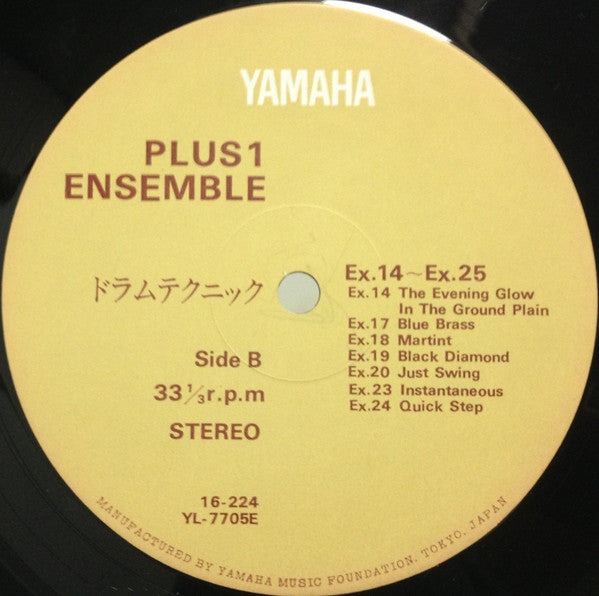 YAMAHA
PLUS1
ENSEMBLE
ドラムテクニック
Side B
33 1/3 r.p.m
STEREO
16-224
YL-7705E
Ex.14～Ex.25
Ex.14 The Evening Glow
In The Ground Plain
Ex.17 Blue Brass
Ex.18 Martint
Ex.19 Black Diamond
Ex.20 Just Swing
Ex.23 Instantaneous
Ex.24 Quick Step
MANUFACTURED BY YAMAHA MUSIC FOUNDATION, TOKYO, JAPAN